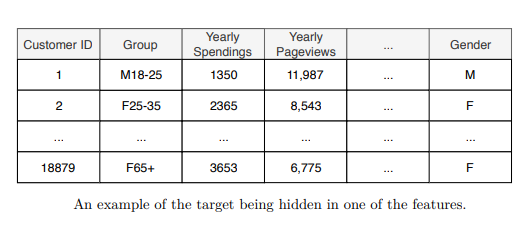 Customer ID Group Yearly Spendings Yearly Pageviews ... Gender
1 M18-25 1350 11,987 ... M
2 F25-35 2365 8,543 ... F
... ... ... ... ... ...
18879 F65+ 3653 6,775 ... F
An example of the target being hidden in one of the features.